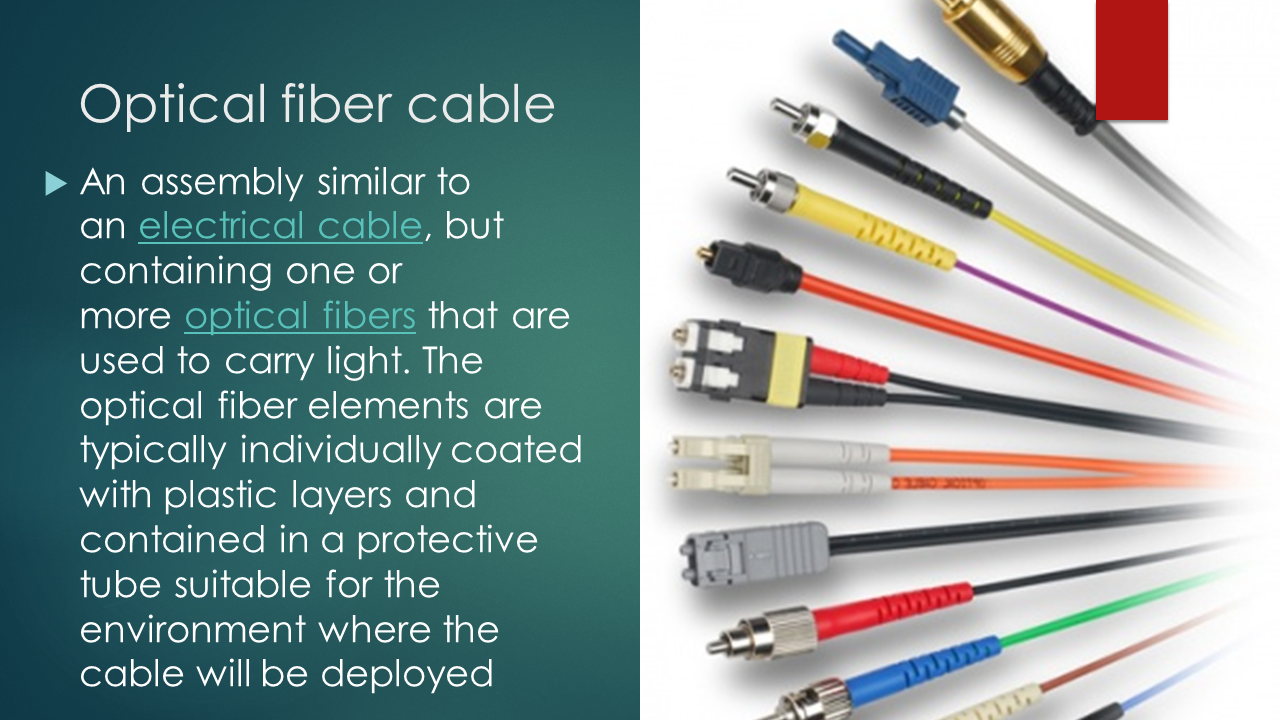 Optical fiber cable
An assembly similar to
an electrical cable, but
containing one or
more optical fibers that are
used to carry light. The
optical fiber elements are
typically individually coated
with plastic layers and
contained in a protective
tube suitable for the
environment where the
cable will be deployed